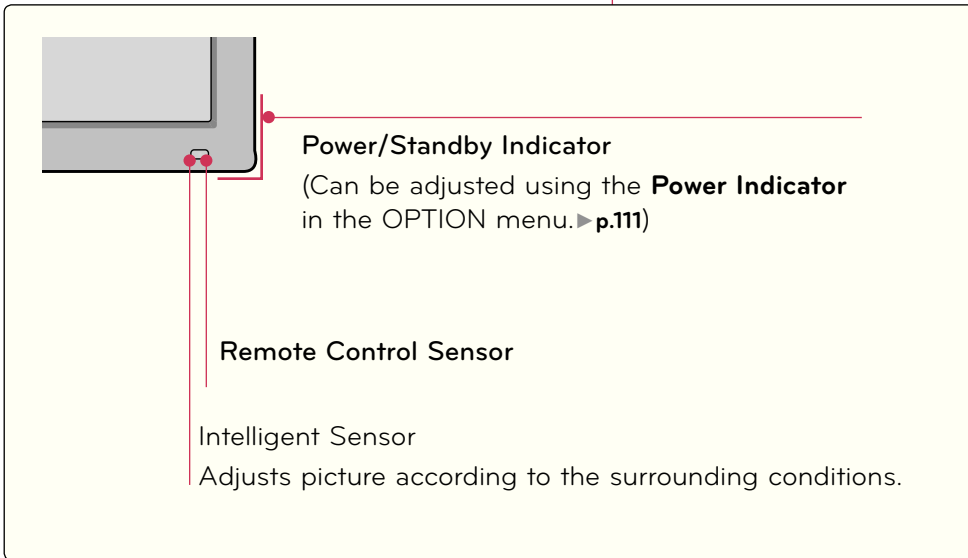 Power/Standby Indicator
(Can be adjusted using the Power Indicator
in the OPTION menu.►p.111)
Remote Control Sensor
Intelligent Sensor
Adjusts picture according to the surrounding conditions.